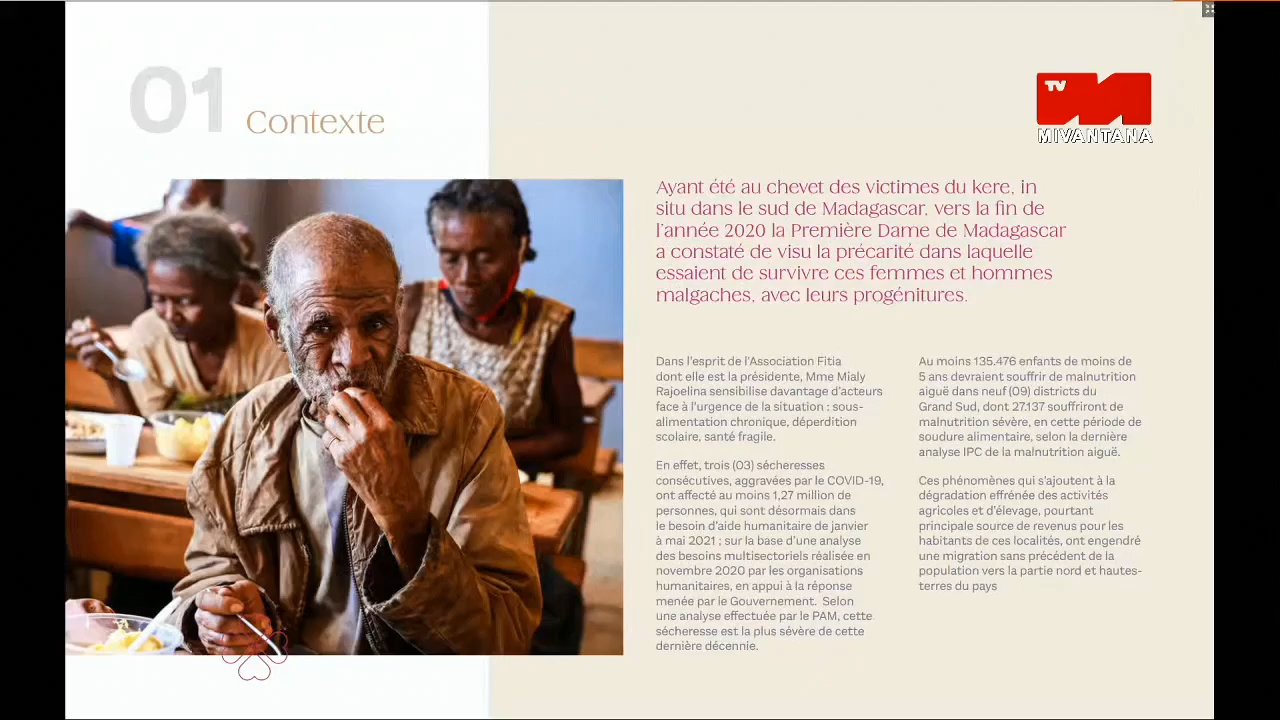 01 Contexte
TV
MIVANTANA
Ayant été au chevet des victimes du kere, in
situ dans le sud de Madagascar, vers la fin de
l'année 2020 la Première Dame de Madagascar
a constaté de visu la précarité dans laquelle
essaient de survivre ces femmes et hommes
malgaches, avec leurs progénitures.
Dans l'esprit de l'Association Fitia
dont elle est la présidente, Mme Mialy
Rajoelina sensibilise davantage d'acteurs
face à l'urgence de la situation : sous-
alimentation chronique, déperdition
scolaire, santé fragile.
En effet, trois (03) sécheresses
consécutives, aggravées par le COVID-19,
ont affecté au moins 1,27 million de
personnes, qui sont désormais dans
le besoin d'aide humanitaire de janvier
à mai 2021 ; sur la base d'une analyse
des besoins multisectoriels réalisée en
novembre 2020 par les organisations
humanitaires, en appui à la réponse
menée par le Gouvernement. Selon
une analyse effectuée par le PAM, cette
sécheresse est la plus sévère de cette
dernière décennie.
Au moins 135.476 enfants de moins de
5 ans devraient souffrir de malnutrition
aiguë dans neuf (09) districts du
Grand Sud, dont 27.137 souffriront de
malnutrition sévère, en cette période de
soudure alimentaire, selon la dernière
analyse IPC de la malnutrition aiguë.
Ces phénomènes qui s'ajoutent à la
dégradation effrénée des activités
agricoles et d'élevage, pourtant
principale source de revenus pour les
habitants de ces localités, ont engendré
une migration sans précédent de la
population vers la partie nord et hautes-
terres du pays